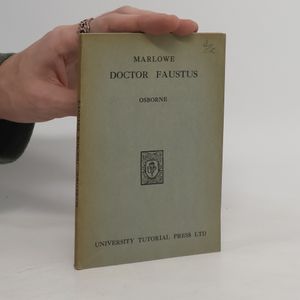 MARLOWE
DOCTOR FAUSTUS
OSBORNE
UNIVERSITY TUTORIAL PRESS LTD